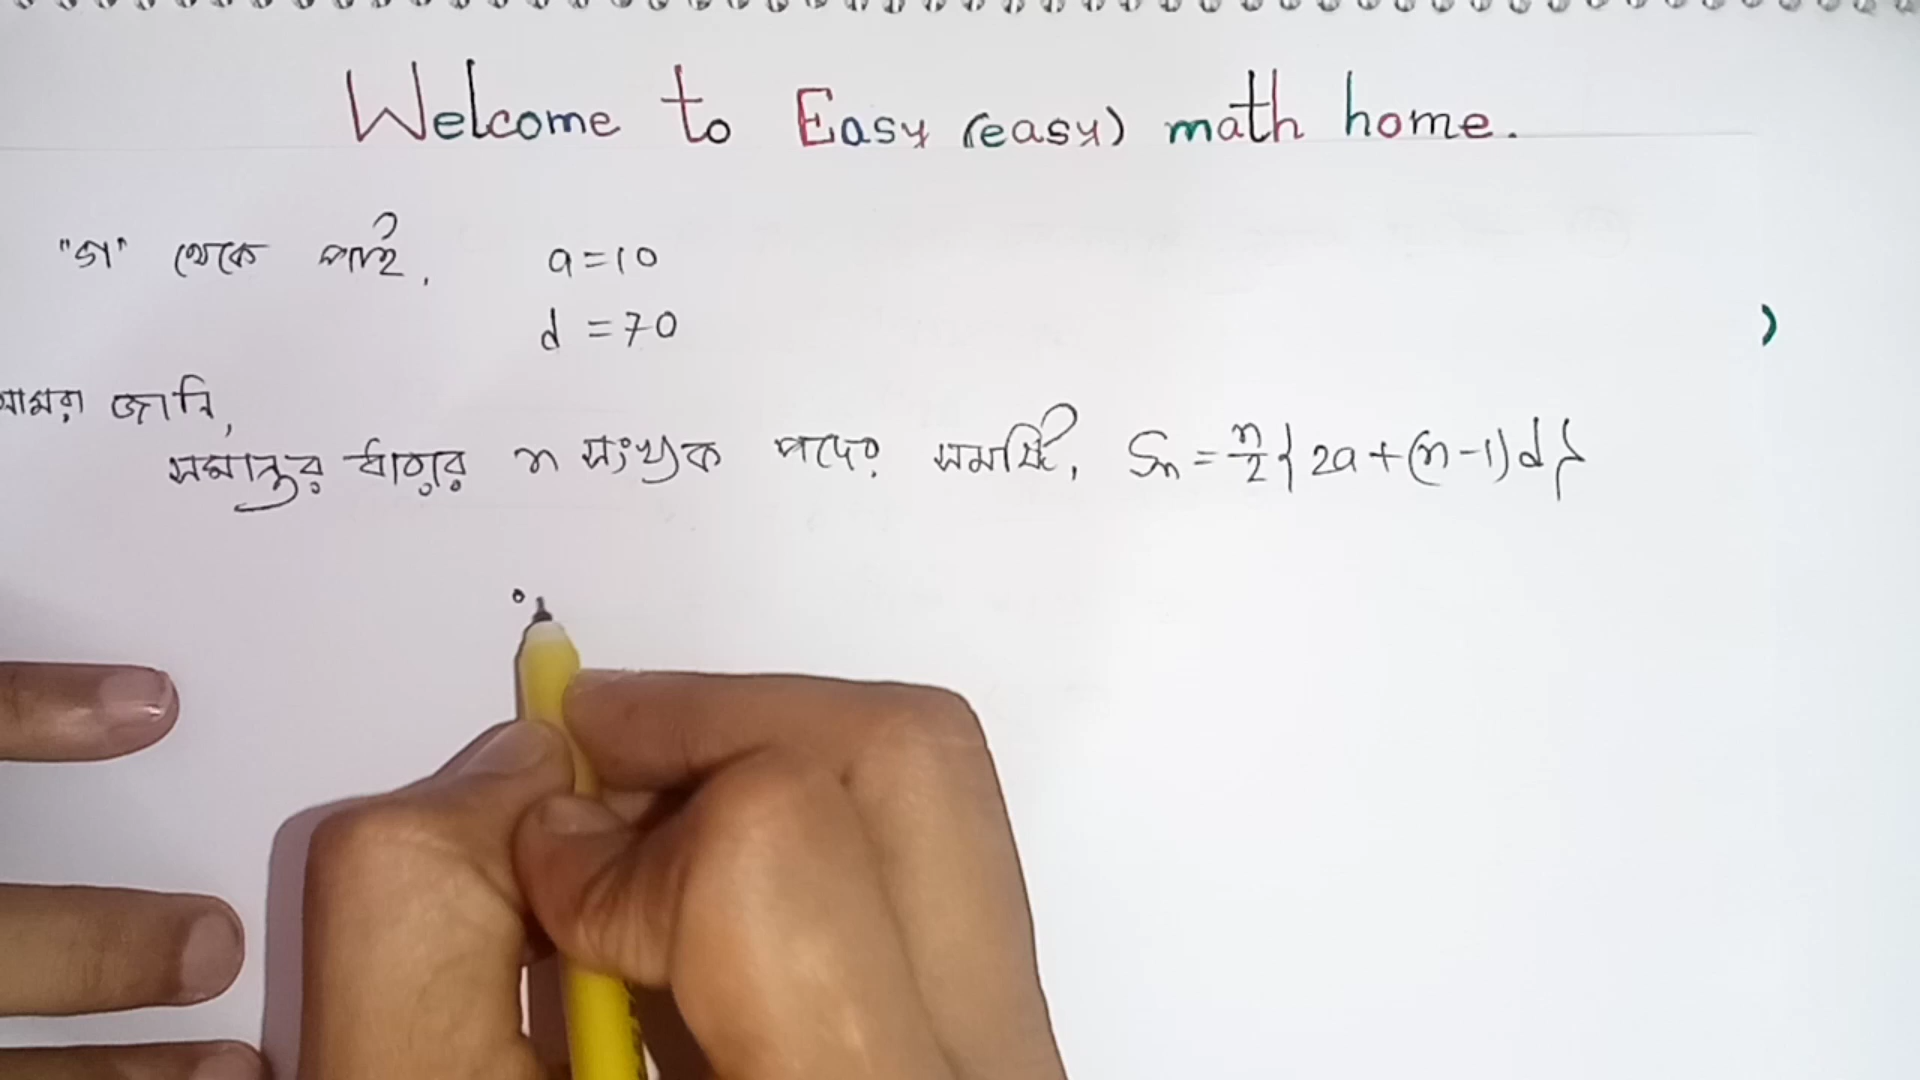 Welcome to Easy (easy) math home.
থেকে পাই, a=10
d =70
আমরা জানি,
সমান্তর ধারার n সংখ্যক পদের সমষ্টি, Sn = n/2 { 2a+(n-1)d}